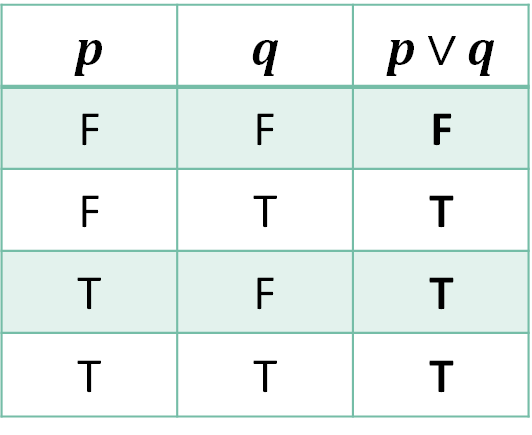 p q p ∨ q
F F F
F T T
T F T
T T T